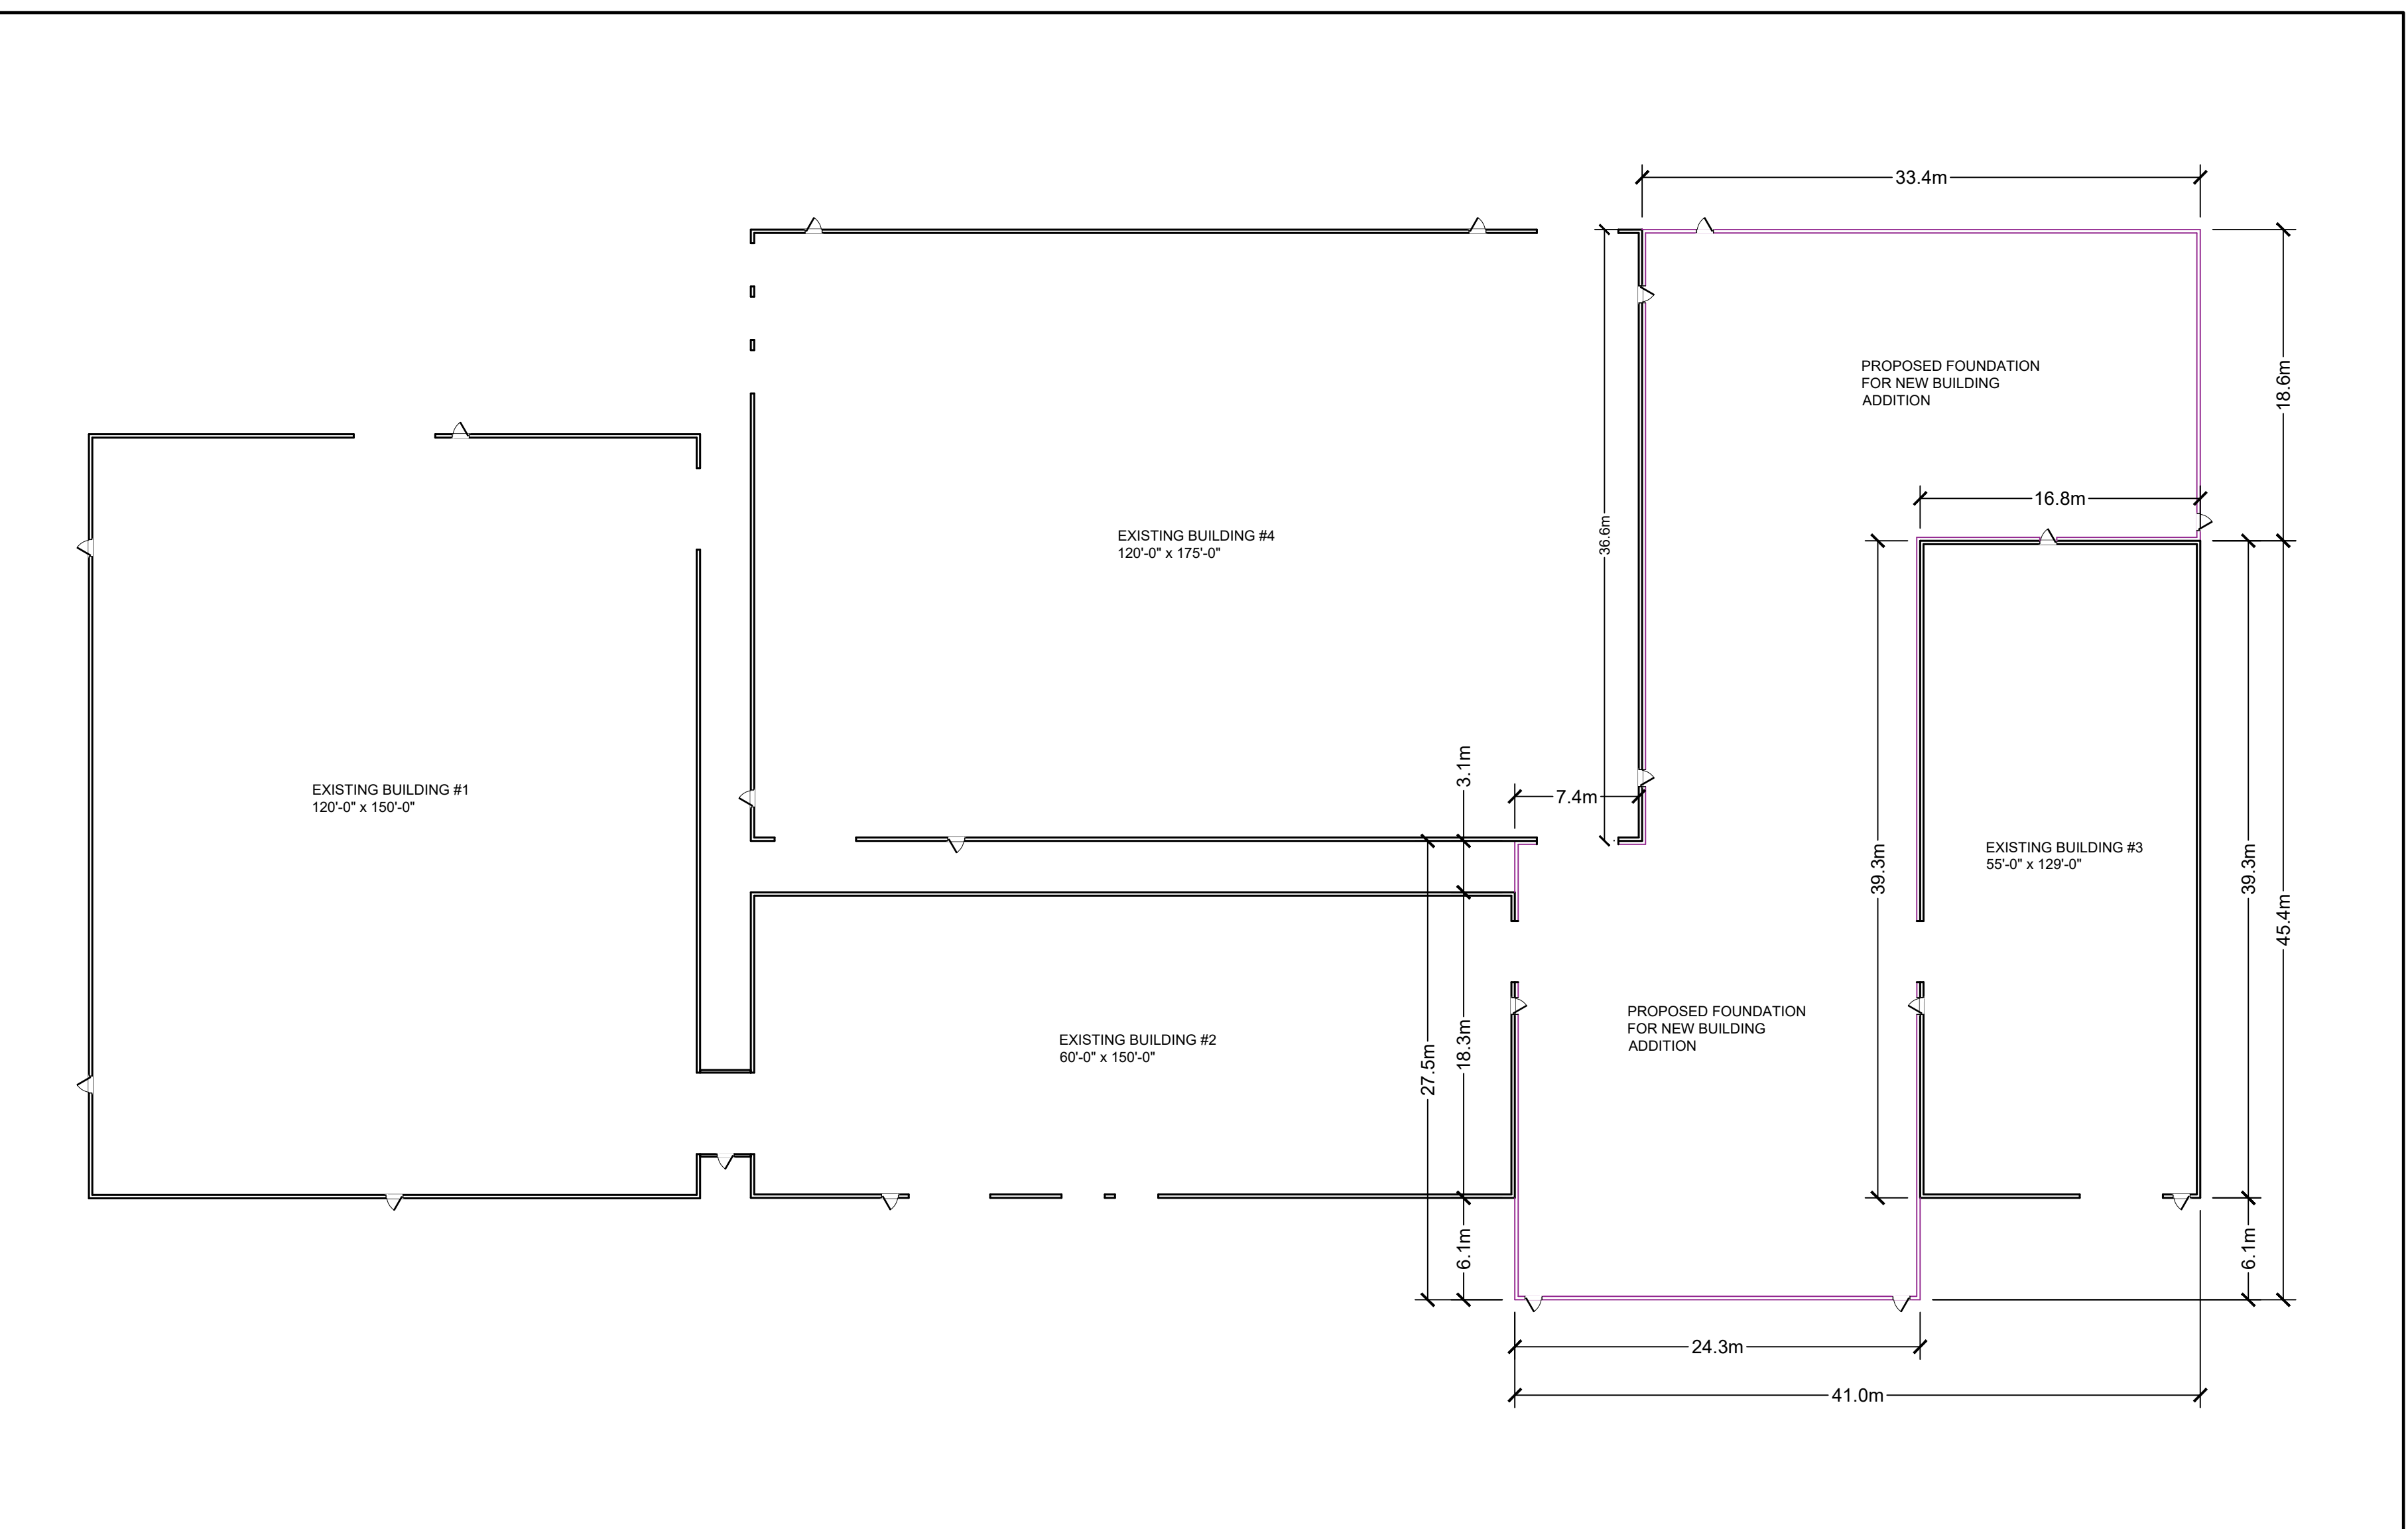 33.4m
PROPOSED FOUNDATION
FOR NEW BUILDING
ADDITION
18.6m
16.8m
EXISTING BUILDING #4
120'-0" x 175'-0"
36.6m
EXISTING BUILDING #1
120'-0" x 150'-0"
3.1m
7.4m
39.3m
EXISTING BUILDING #3
55'-0" x 129'-0"
39.3m
45.4m
EXISTING BUILDING #2
60'-0" x 150'-0"
27.5m
18.3m
PROPOSED FOUNDATION
FOR NEW BUILDING
ADDITION
6.1m
6.1m
24.3m
41.0m